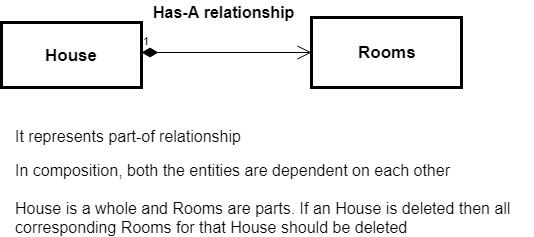 Has-A relationship
House
1
Rooms
It represents part-of relationship
In composition, both the entities are dependent on each other
House is a whole and Rooms are parts. If an House is deleted then all
corresponding Rooms for that House should be deleted